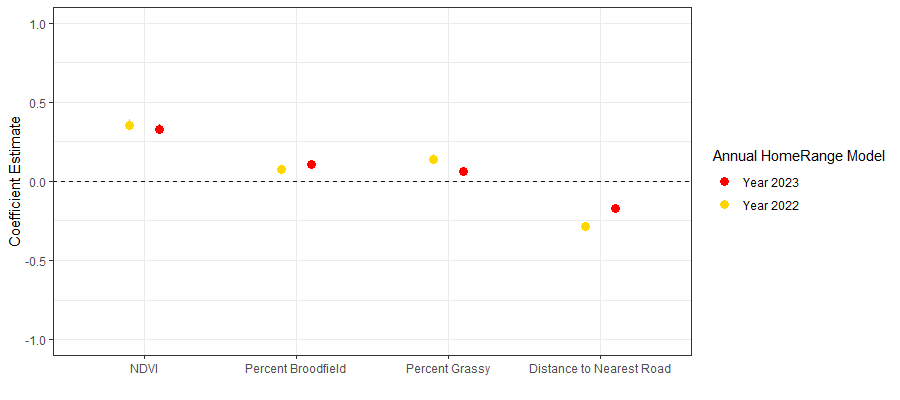 1.0
0.5
0.0
-0.5
-1.0
Coefficient Estimate
NDVI
Percent Broodfield
Percent Grassy
Distance to Nearest Road
Annual HomeRange Model
Year 2023
Year 2022